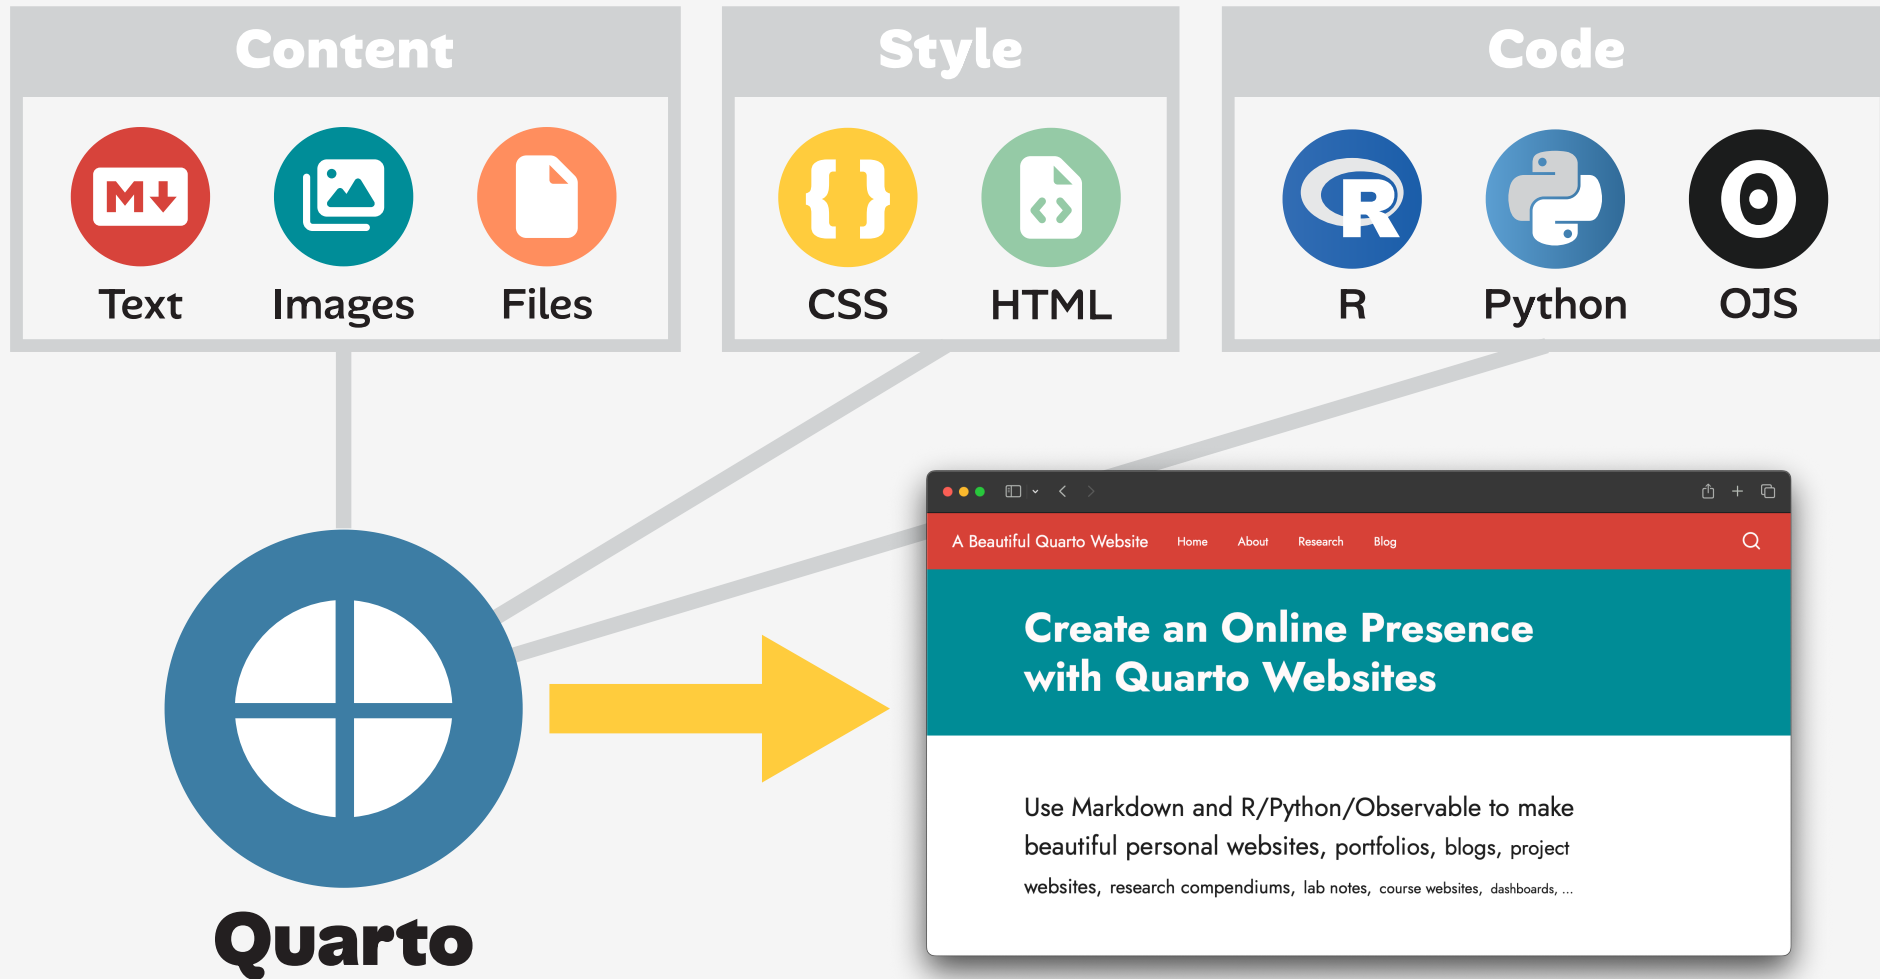 Content
Text Images Files
Style
CSS HTML
Code
R Python OJS
M
R
Quarto
A Beautiful Quarto Website Home About Research Blog
Create an Online Presence
with Quarto Websites
Use Markdown and R/Python/Observable to make
beautiful personal websites, portfolios, blogs, project
websites, research compendiums, lab notes, course websites, dashboards, ...